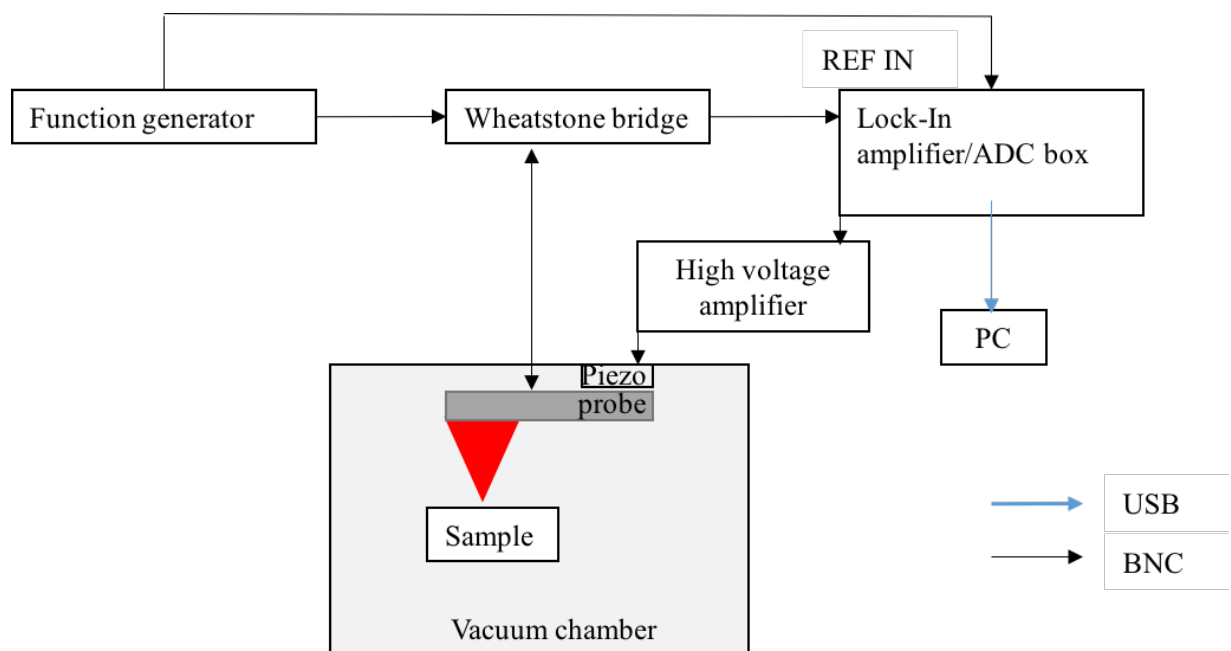 REF IN
Function generator
Wheatstone bridge
Lock-In
amplifier/ADC box
High voltage
amplifier
PC
Piezo
probe
Sample
USB
BNC
Vacuum chamber